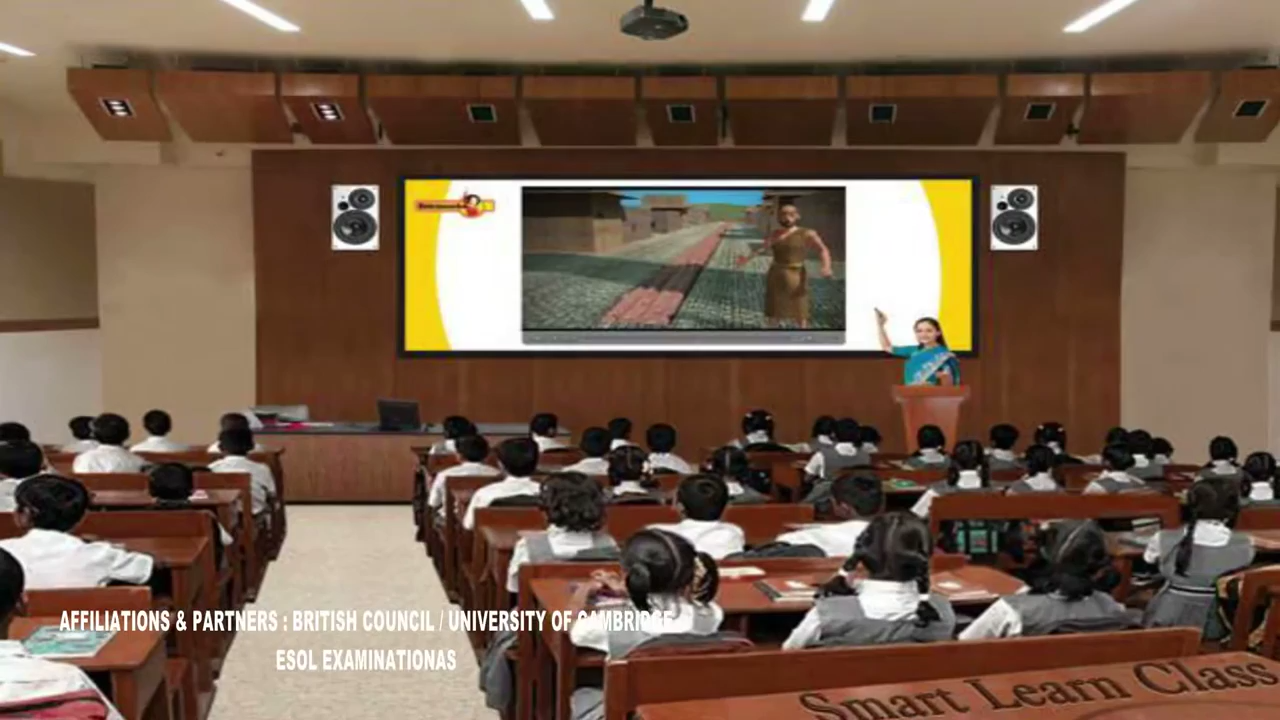 AFFILIATIONS & PARTNERS : BRITISH COUNCIL / UNIVERSITY OF CAMBRIDGE
ESOL EXAMINATIONAS
Smart Learn Class